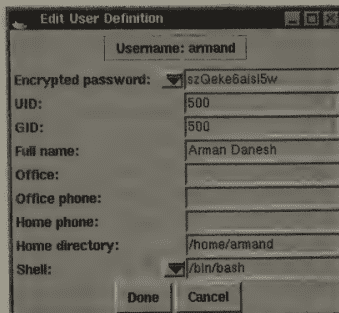 Edit User Definition
Username: armand
Encrypted password: szQeke6aisI5w
UID: 500
GID: 500
Full name: Arman Danesh
Office:
Office phone:
Home phone:
Home directory: /home/armand
Shell: /bin/bash
Done Cancel